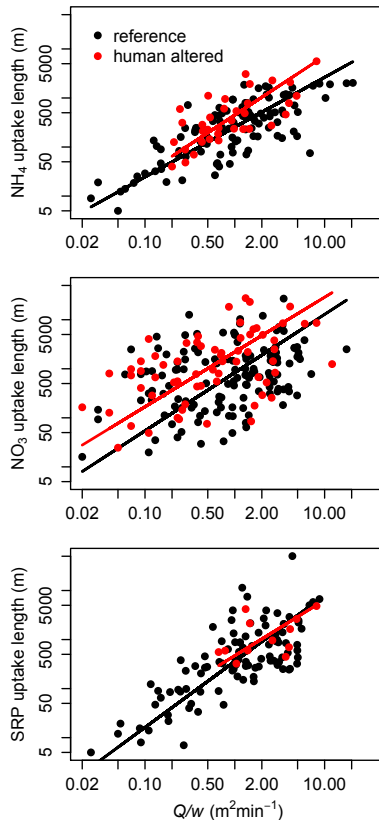 reference
human altered
NH4 uptake length (m)
5000
500
50
5
0.02 0.10 0.50 2.00 10.00
NO3 uptake length (m)
5000
500
50
5
0.02 0.10 0.50 2.00 10.00
SRP uptake length (m)
5000
500
50
5
0.02 0.10 0.50 2.00 10.00
Q/w (m²min⁻¹)